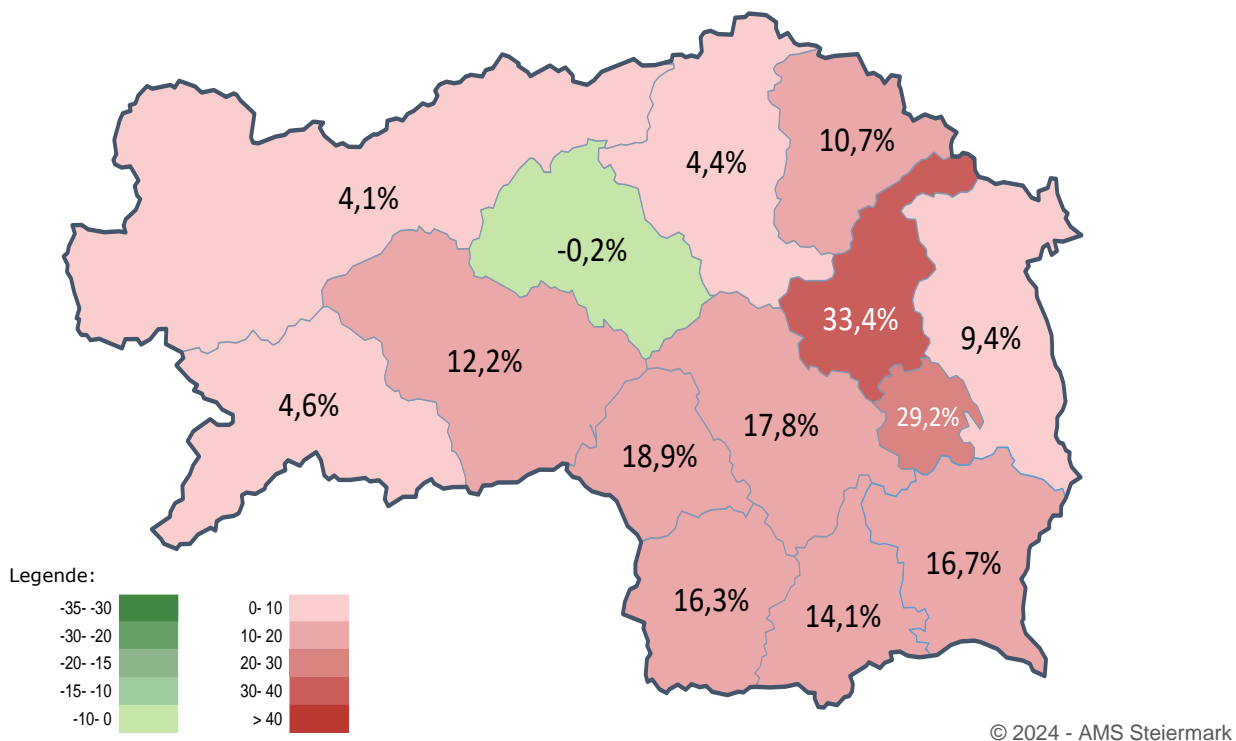 10,7%
4,4%
4,1%
-0,2%
33,4%
9,4%
12,2%
4,6%
29,2%
17,8%
18,9%
16,7%
16,3%
14,1%
Legende:
-35- -30 0- 10
-30- -20 10- 20
-20- -15 20- 30
-15- -10 30- 40
-10- 0 > 40
© 2024 - AMS Steiermark